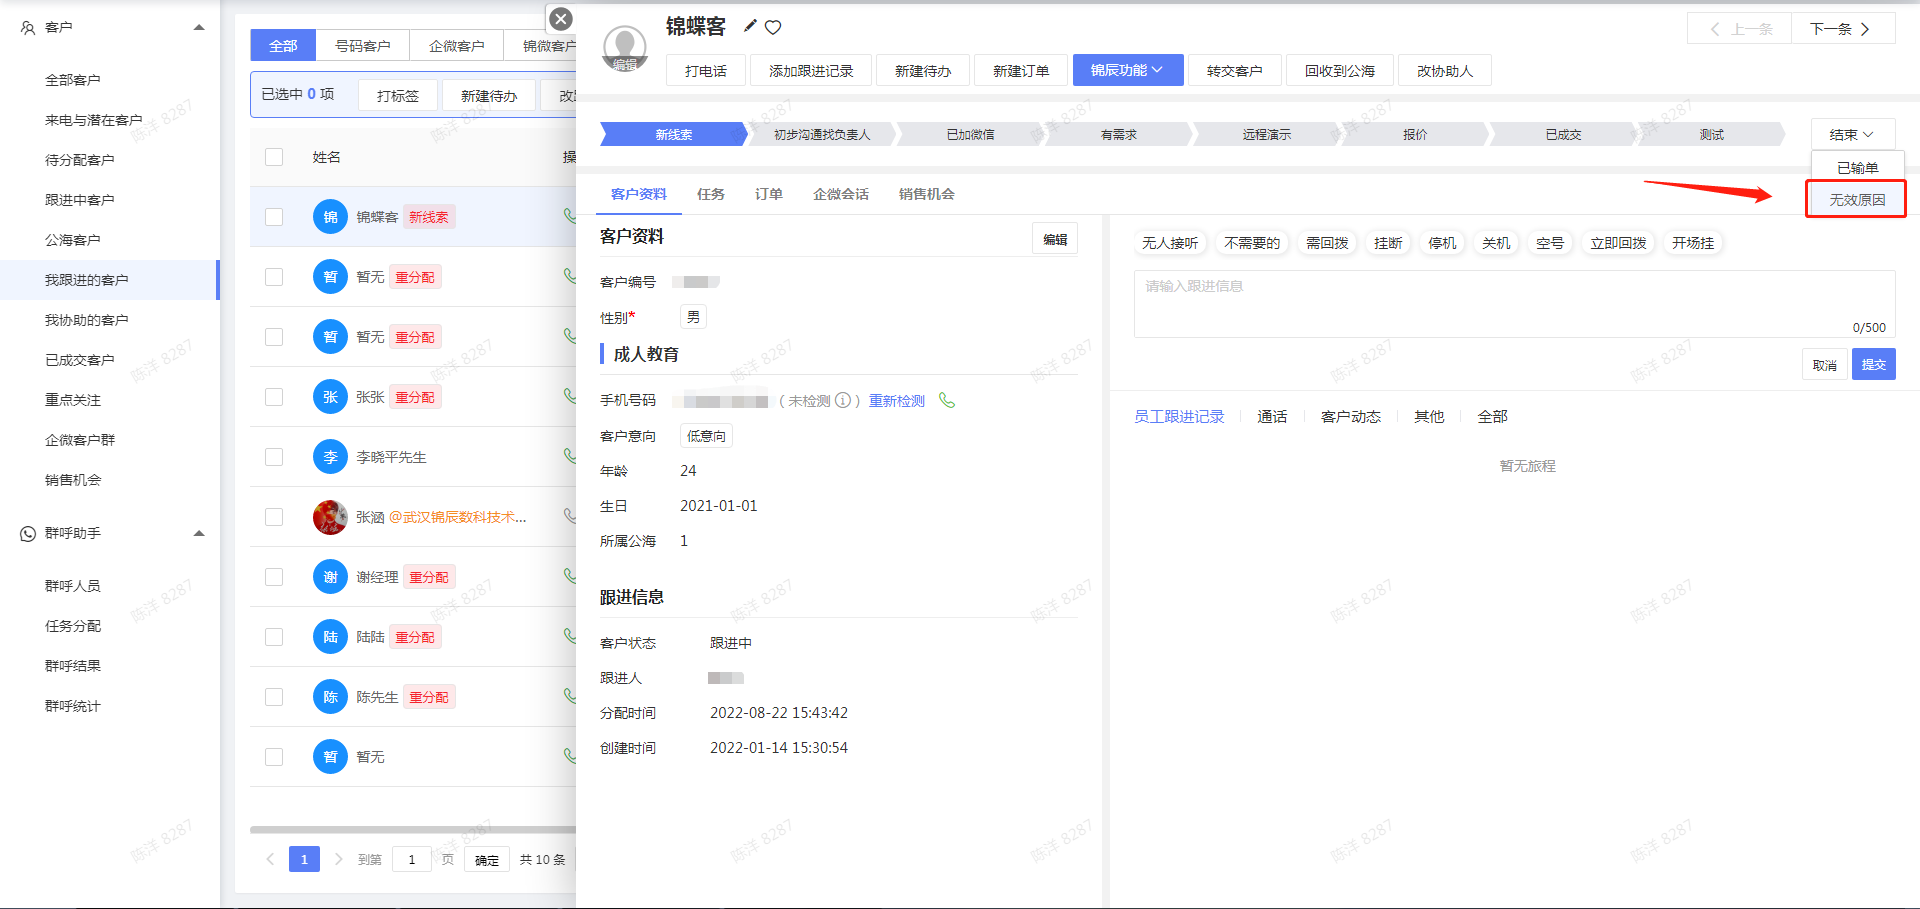 客户
全部客户
来电与潜在客户
待分配客户
跟进中客户
公海客户
我跟进的客户
我协助的客户
已成交客户
重点关注
企微客户群
销售机会
群呼助手
群呼人员
任务分配
群呼结果
群呼统计
全部 号码客户 企微客户 锦微客户
已选中 0 项 打标签 新建待办
姓名
锦 锦蝶客 新线索
暂 暂无 重分配
暂 暂无 重分配
张 张张 重分配
李 李晓平先生
张涵 @武汉锦辰数科技术...
谢 谢经理 重分配
陆 陆陆 重分配
陈 陈先生 重分配
暂 暂无
1 到第 1 页 确定 共 10 条
编辑
锦蝶客
上一条 下一条
打电话 添加跟进记录 新建待办 新建订单 锦辰功能 转交客户 回收到公海 改协助人
新线索 初步沟通找负责人 已加微信 有需求 远程演示 报价 已成交 测试
结束
已输单
无效原因
客户资料 任务 订单 企微会话 销售机会
客户资料 编辑
客户编号
性别* 男
成人教育
手机号码 (未检测 ) 重新检测
客户意向 低意向
年龄 24
生日 2021-01-01
所属公海 1
跟进信息
客户状态 跟进中
跟进人
分配时间 2022-08-22 15:43:42
创建时间 2022-01-14 15:30:54
无人接听 不需要的 需回拨 挂断 停机 关机 空号 立即回拨 开场挂
请输入跟进信息
0/500
取消 提交
员工跟进记录 通话 客户动态 其他 全部
暂无旅程
陈洋 8287